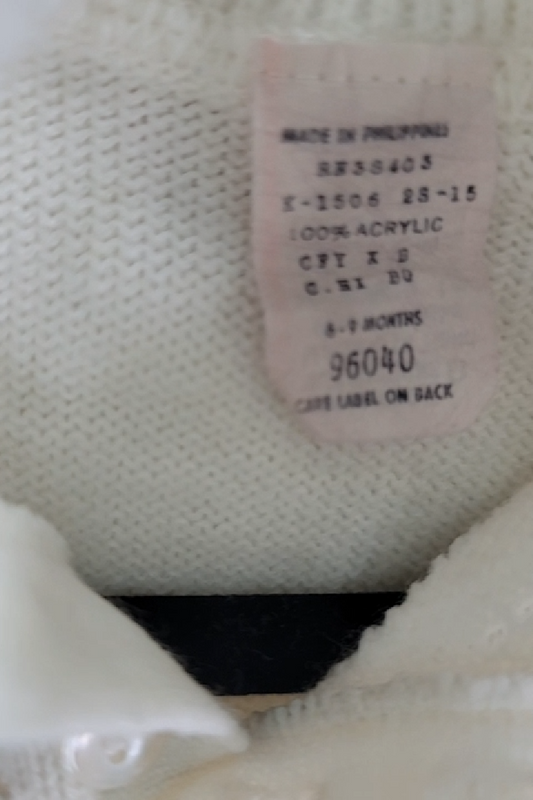 MADE IN PHILIPPINES
K-1506 2S-15
100% ACRYLIC
6-9 MONTHS
96040
CARE LABEL ON BACK